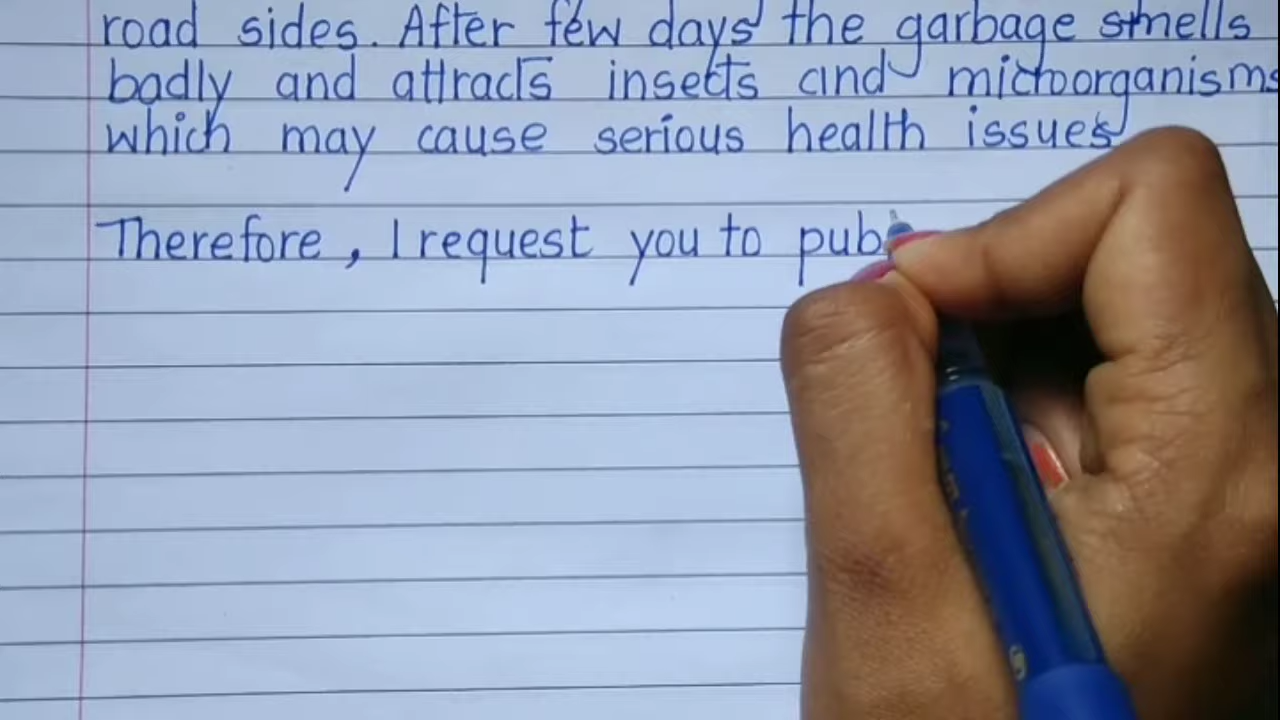 road sides. After few days the garbage smells
badly and attracts insects and microorganisms
which may cause serious health issues
Therefore, I request you to pub